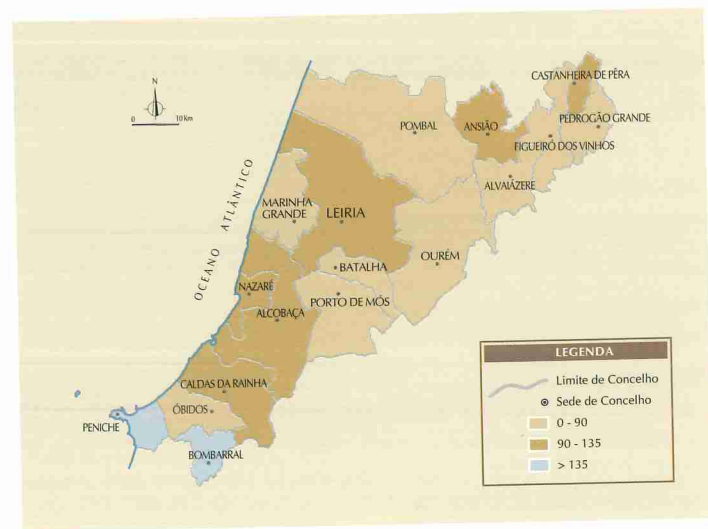 N
0 10 Km
OCEANO ATLÂNTICO
CASTANHEIRA DE PÊRA
PEDROGÃO GRANDE
POMBAL
ANSIÃO
FIGUEIRÓ DOS VINHOS
ALVAIÁZERE
MARINHA
GRANDE
LEIRIA
OURÉM
BATALHA
NAZARÉ
PORTO DE MÓS
ALCOBAÇA
CALDAS DA RAINHA
ÓBIDOS
PENICHE
BOMBARRAL
LEGENDA
Limite de Concelho
Sede de Concelho
0 - 90
90 - 135
> 135